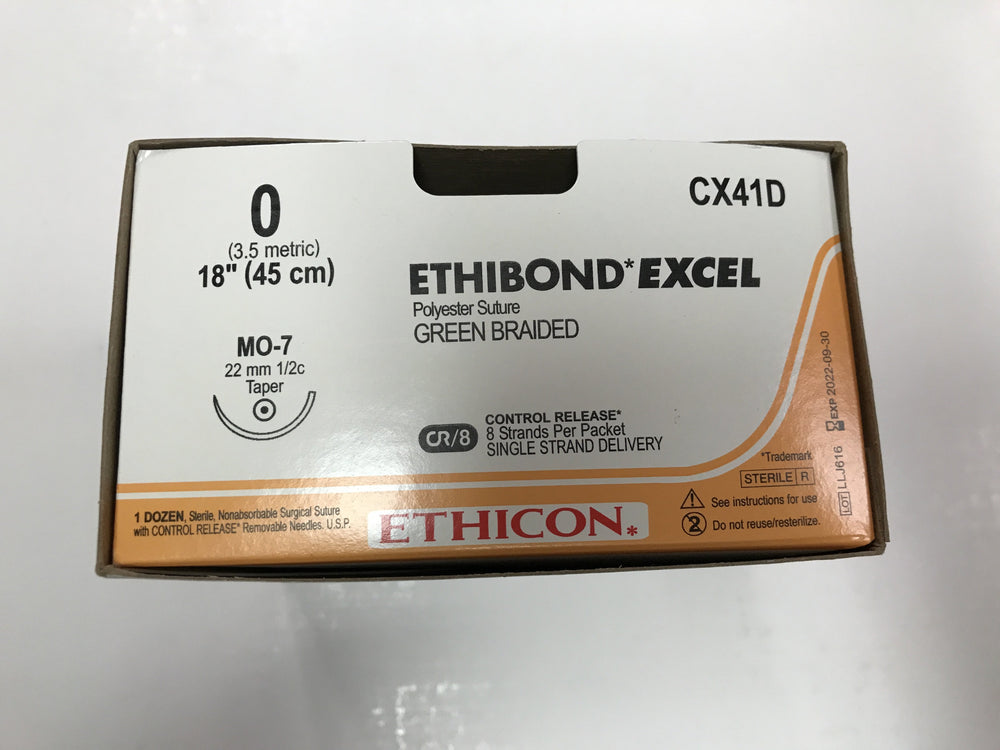 0
(3.5 metric)
18" (45 cm)
MO-7
22 mm 1/2c
Taper
CX41D
ETHIBOND* EXCEL
Polyester Suture
GREEN BRAIDED
CR/8
CONTROL RELEASE*
8 Strands Per Packet
SINGLE STRAND DELIVERY
1 DOZEN, Sterile, Nonabsorbable Surgical Suture
with CONTROL RELEASE* Removable Needles. U.S.P.
ETHICON*
*Trademark
STERILE R
See instructions for use
2 Do not reuse/resterilize.
LOT LLJ616
EXP 2022-09-30